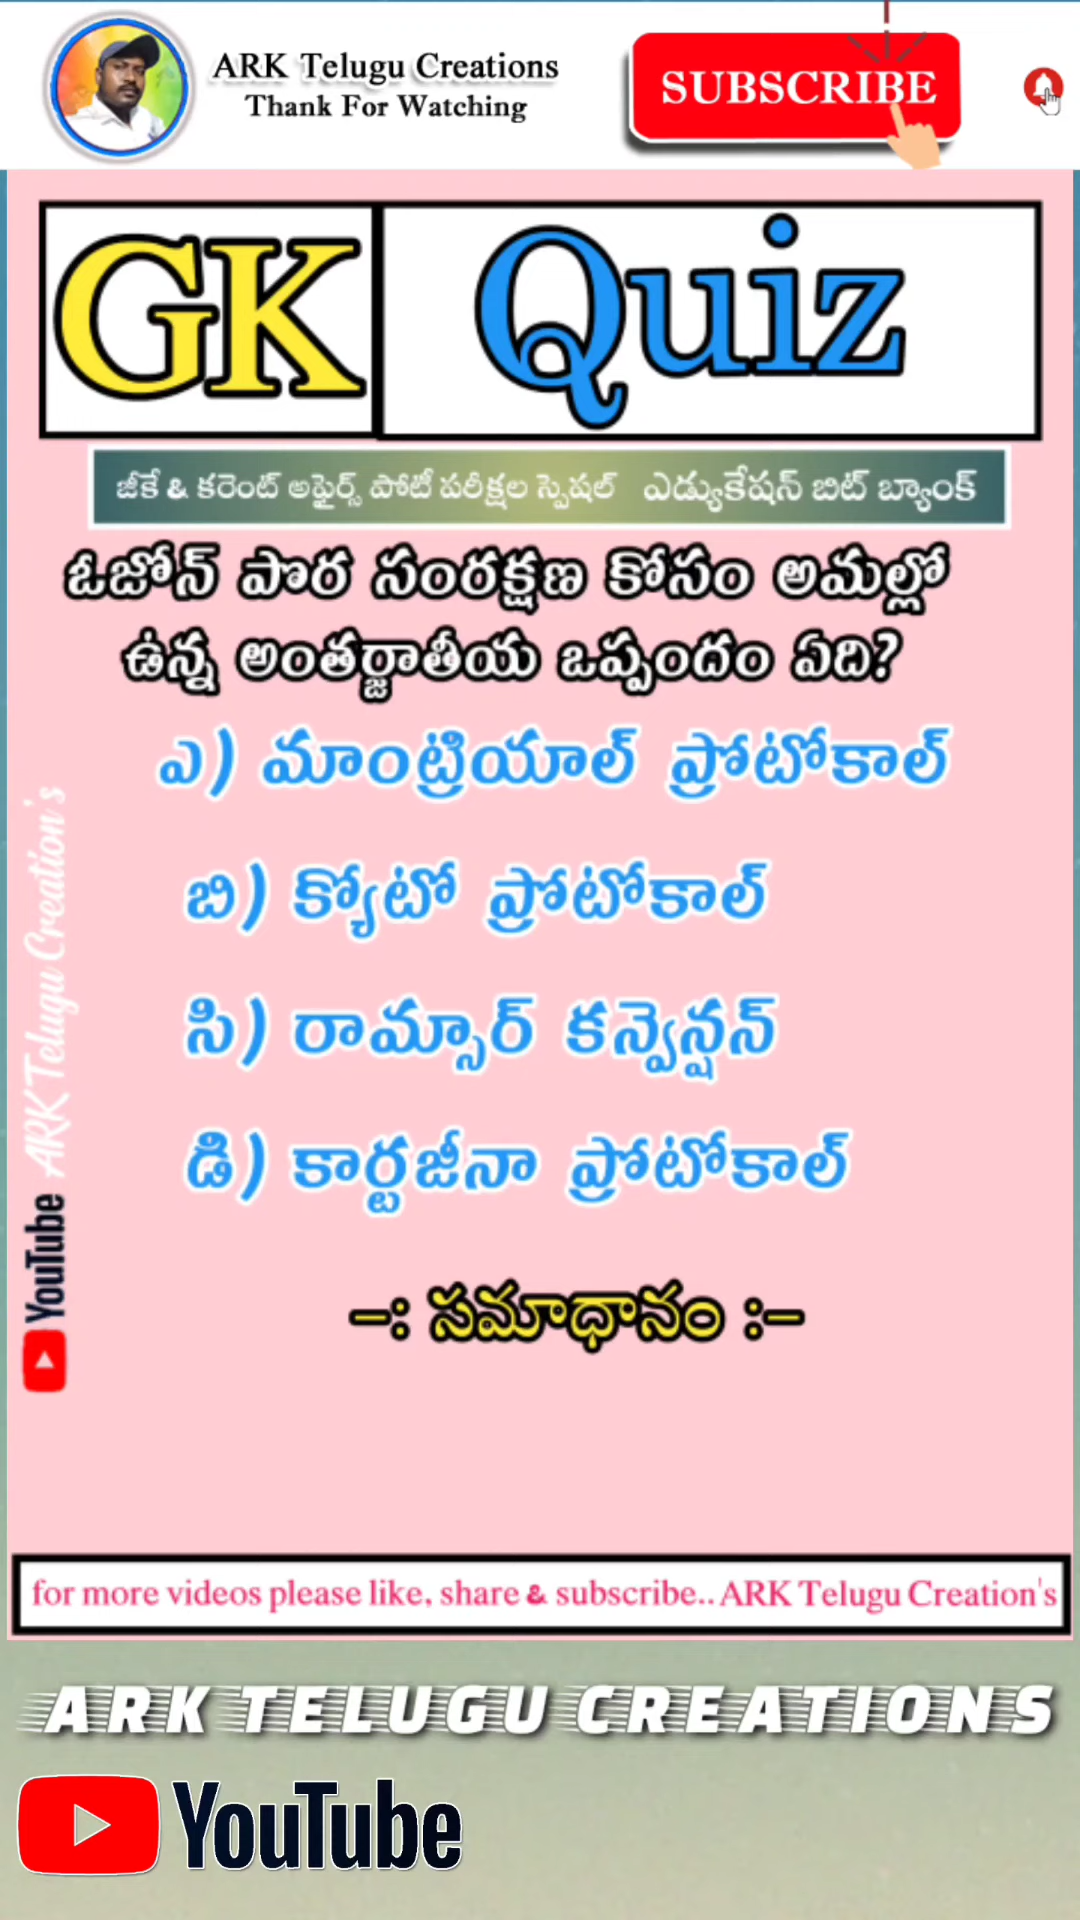 ARK Telugu Creations
Thank For Watching
SUBSCRIBE
GK Quiz
జీకే & కరెంట్ అఫైర్స్ పోటీ పరీక్షల స్పెషల్ ఎడ్యుకేషన్ బిట్ బ్యాంక్
ఓజోన్ పొర సంరక్షణ కోసం అమల్లో
ఉన్న అంతర్జాతీయ ఒప్పందం ఏది?
ఎ) మాంట్రియాల్ ప్రోటోకాల్
బి) క్యోటో ప్రోటోకాల్
సి) రామ్సార్ కన్వెన్షన్
డి) కార్టజీనా ప్రోటోకాల్
-: సమాధానం :-
YouTube ARK Telugu Creation's
for more videos please like, share & subscribe.. ARK Telugu Creation's
ARK TELUGU CREATIONS
YouTube